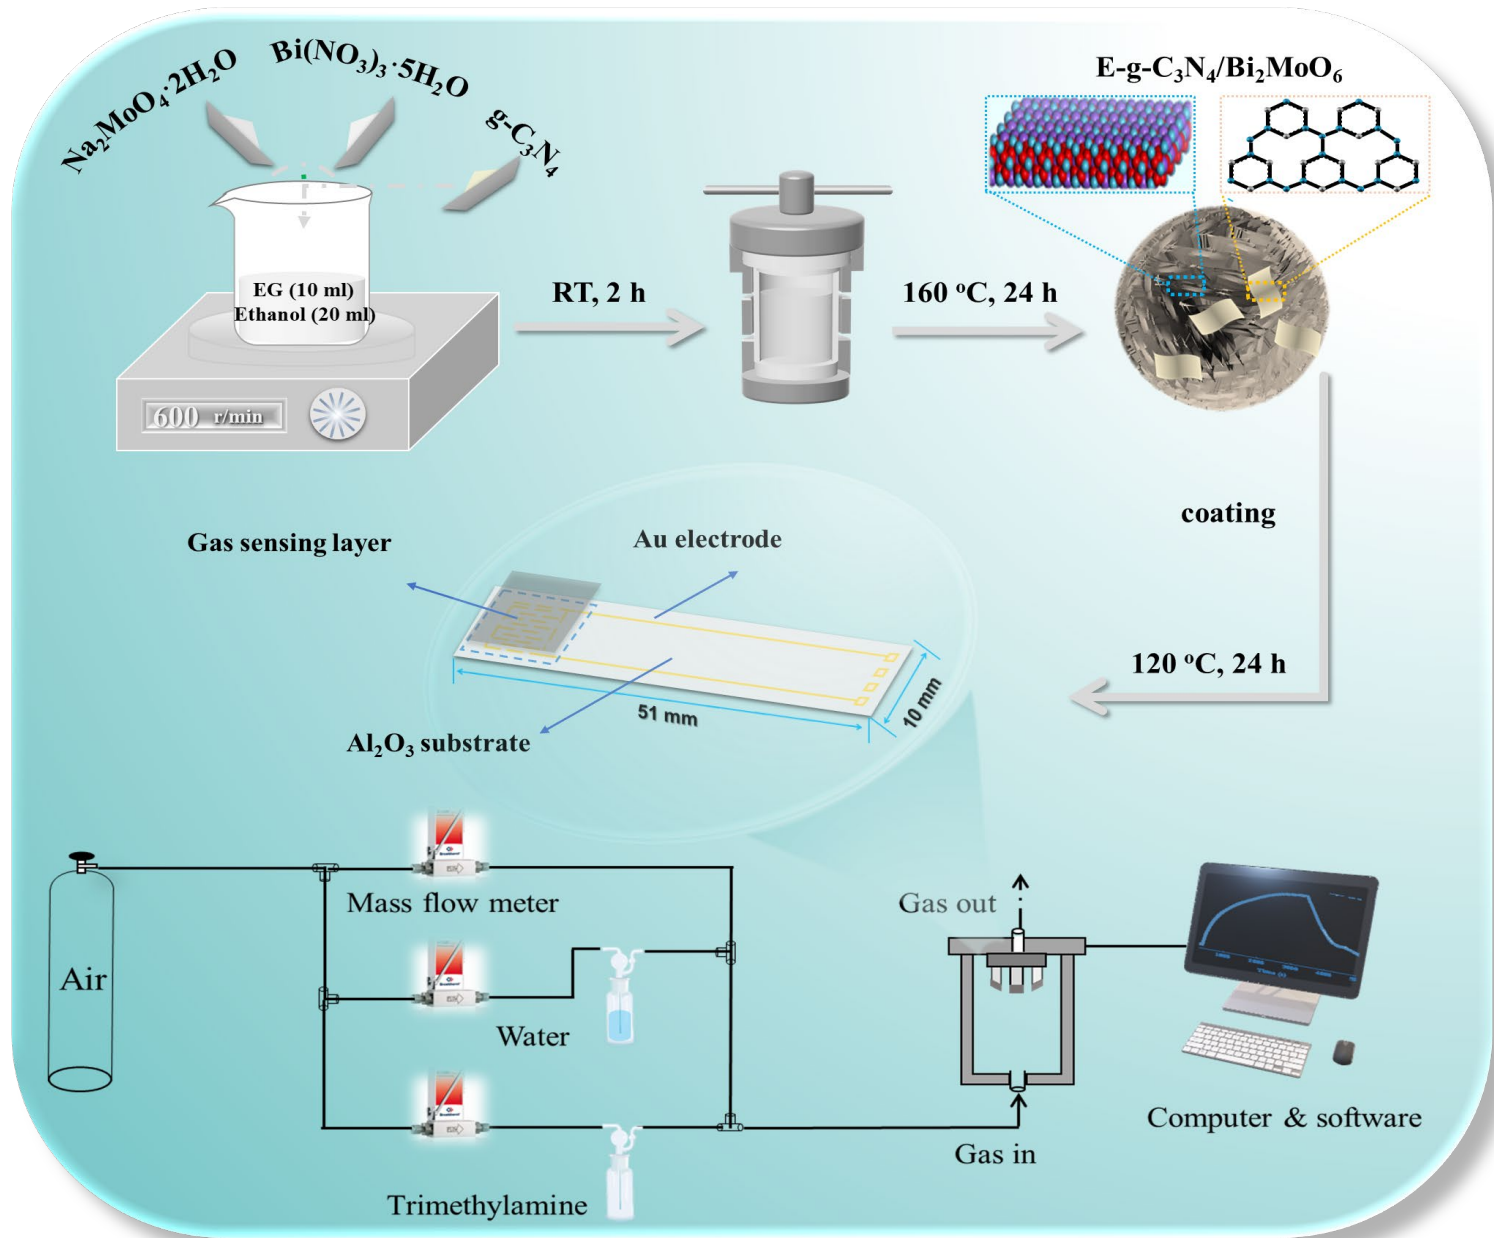 Na₂MoO₄·2H₂O
Bi(NO₃)₃·5H₂O
g-C₃N₄
E-g-C₃N₄/Bi₂MoO₆
EG (10 ml)
Ethanol (20 ml)
600 r/min
RT, 2 h
160 °C, 24 h
coating
120 °C, 24 h
Gas sensing layer
Au electrode
51 mm
10 mm
Al₂O₃ substrate
Air
Mass flow meter
Water
Trimethylamine
Gas out
Gas in
Computer & software